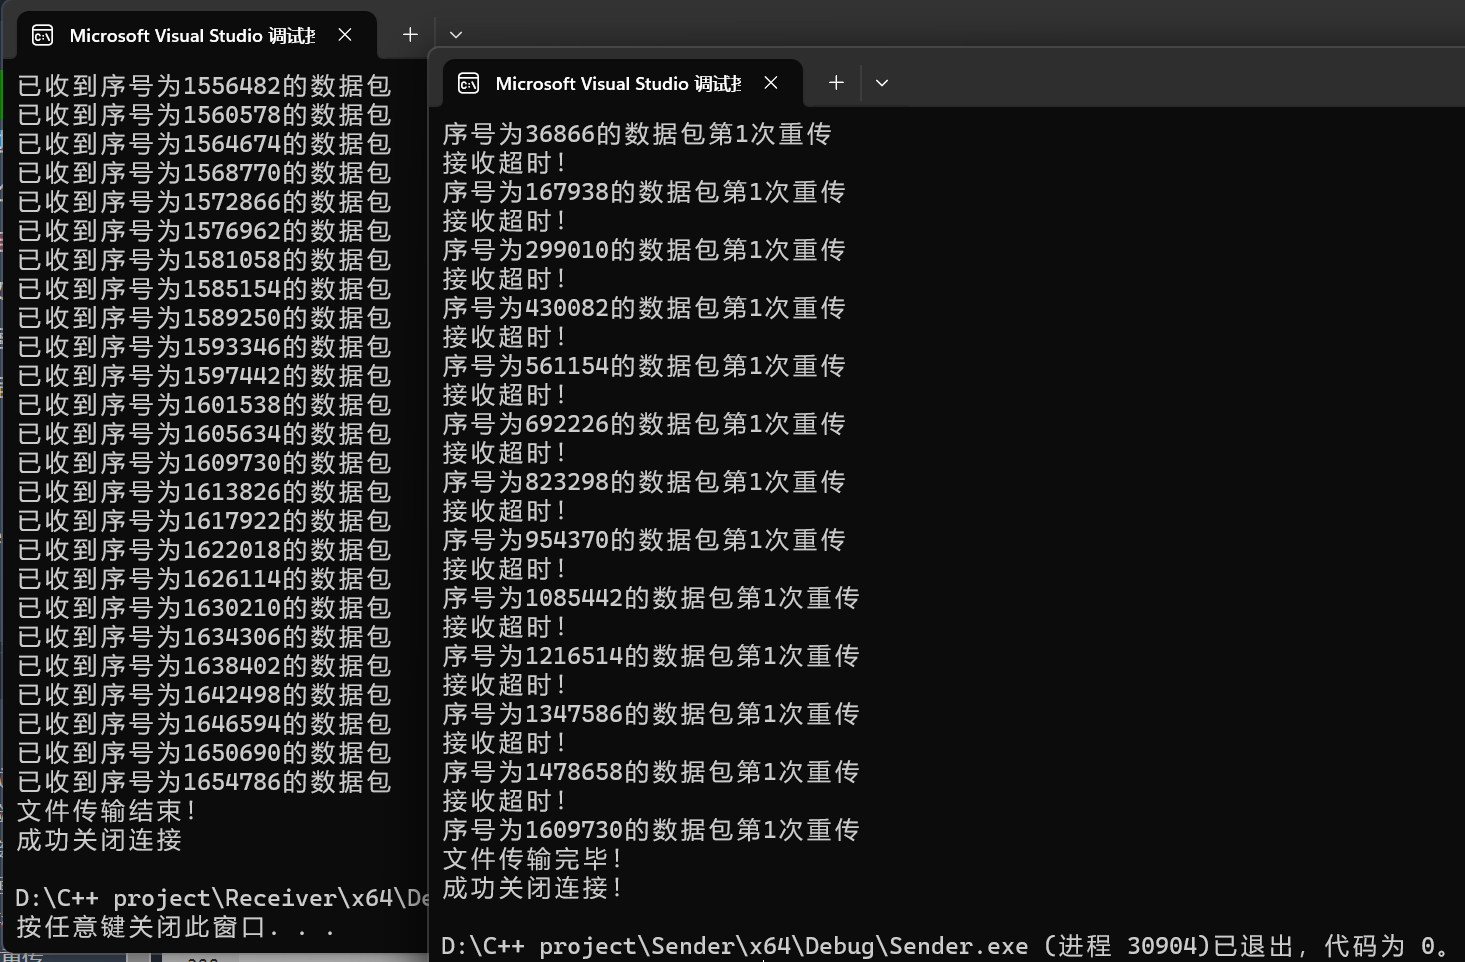 Microsoft Visual Studio 调试
已收到序号为1556482的数据包
已收到序号为1560578的数据包
已收到序号为1564674的数据包
已收到序号为1568770的数据包
已收到序号为1572866的数据包
已收到序号为1576962的数据包
已收到序号为1581058的数据包
已收到序号为1585154的数据包
已收到序号为1589250的数据包
已收到序号为1593346的数据包
已收到序号为1597442的数据包
已收到序号为1601538的数据包
已收到序号为1605634的数据包
已收到序号为1609730的数据包
已收到序号为1613826的数据包
已收到序号为1617922的数据包
已收到序号为1622018的数据包
已收到序号为1626114的数据包
已收到序号为1630210的数据包
已收到序号为1634306的数据包
已收到序号为1638402的数据包
已收到序号为1642498的数据包
已收到序号为1646594的数据包
已收到序号为1650690的数据包
已收到序号为1654786的数据包
文件传输结束!
成功关闭连接
D:\C++ project\Receiver\x64\De
按任意键关闭此窗口. . .
Microsoft Visual Studio 调试
序号为36866的数据包第1次重传
接收超时!
序号为167938的数据包第1次重传
接收超时!
序号为299010的数据包第1次重传
接收超时!
序号为430082的数据包第1次重传
接收超时!
序号为561154的数据包第1次重传
接收超时!
序号为692226的数据包第1次重传
接收超时!
序号为823298的数据包第1次重传
接收超时!
序号为954370的数据包第1次重传
接收超时!
序号为1085442的数据包第1次重传
接收超时!
序号为1216514的数据包第1次重传
接收超时!
序号为1347586的数据包第1次重传
接收超时!
序号为1478658的数据包第1次重传
接收超时!
序号为1609730的数据包第1次重传
文件传输完毕!
成功关闭连接!
D:\C++ project\Sender\x64\Debug\Sender.exe (进程 30904)已退出，代码为 0。